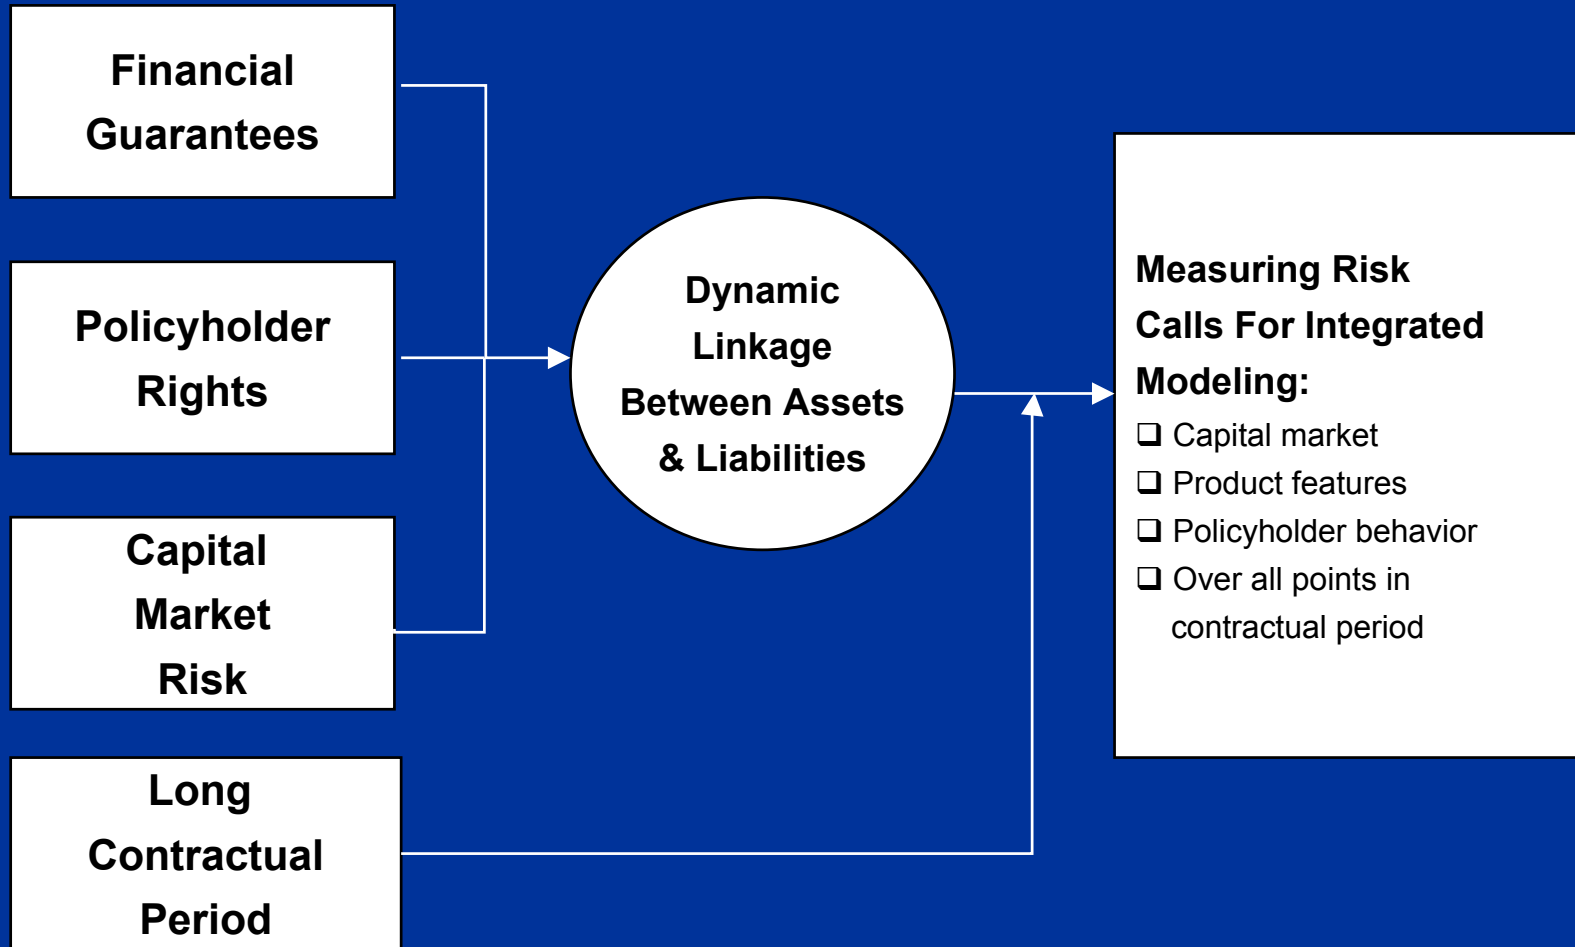 Financial
Guarantees
Policyholder
Rights
Capital
Market
Risk
Long
Contractual
Period
Dynamic
Linkage
Between Assets
& Liabilities
Measuring Risk
Calls For Integrated
Modeling:
❑ Capital market
❑ Product features
❑ Policyholder behavior
❑ Over all points in
contractual period